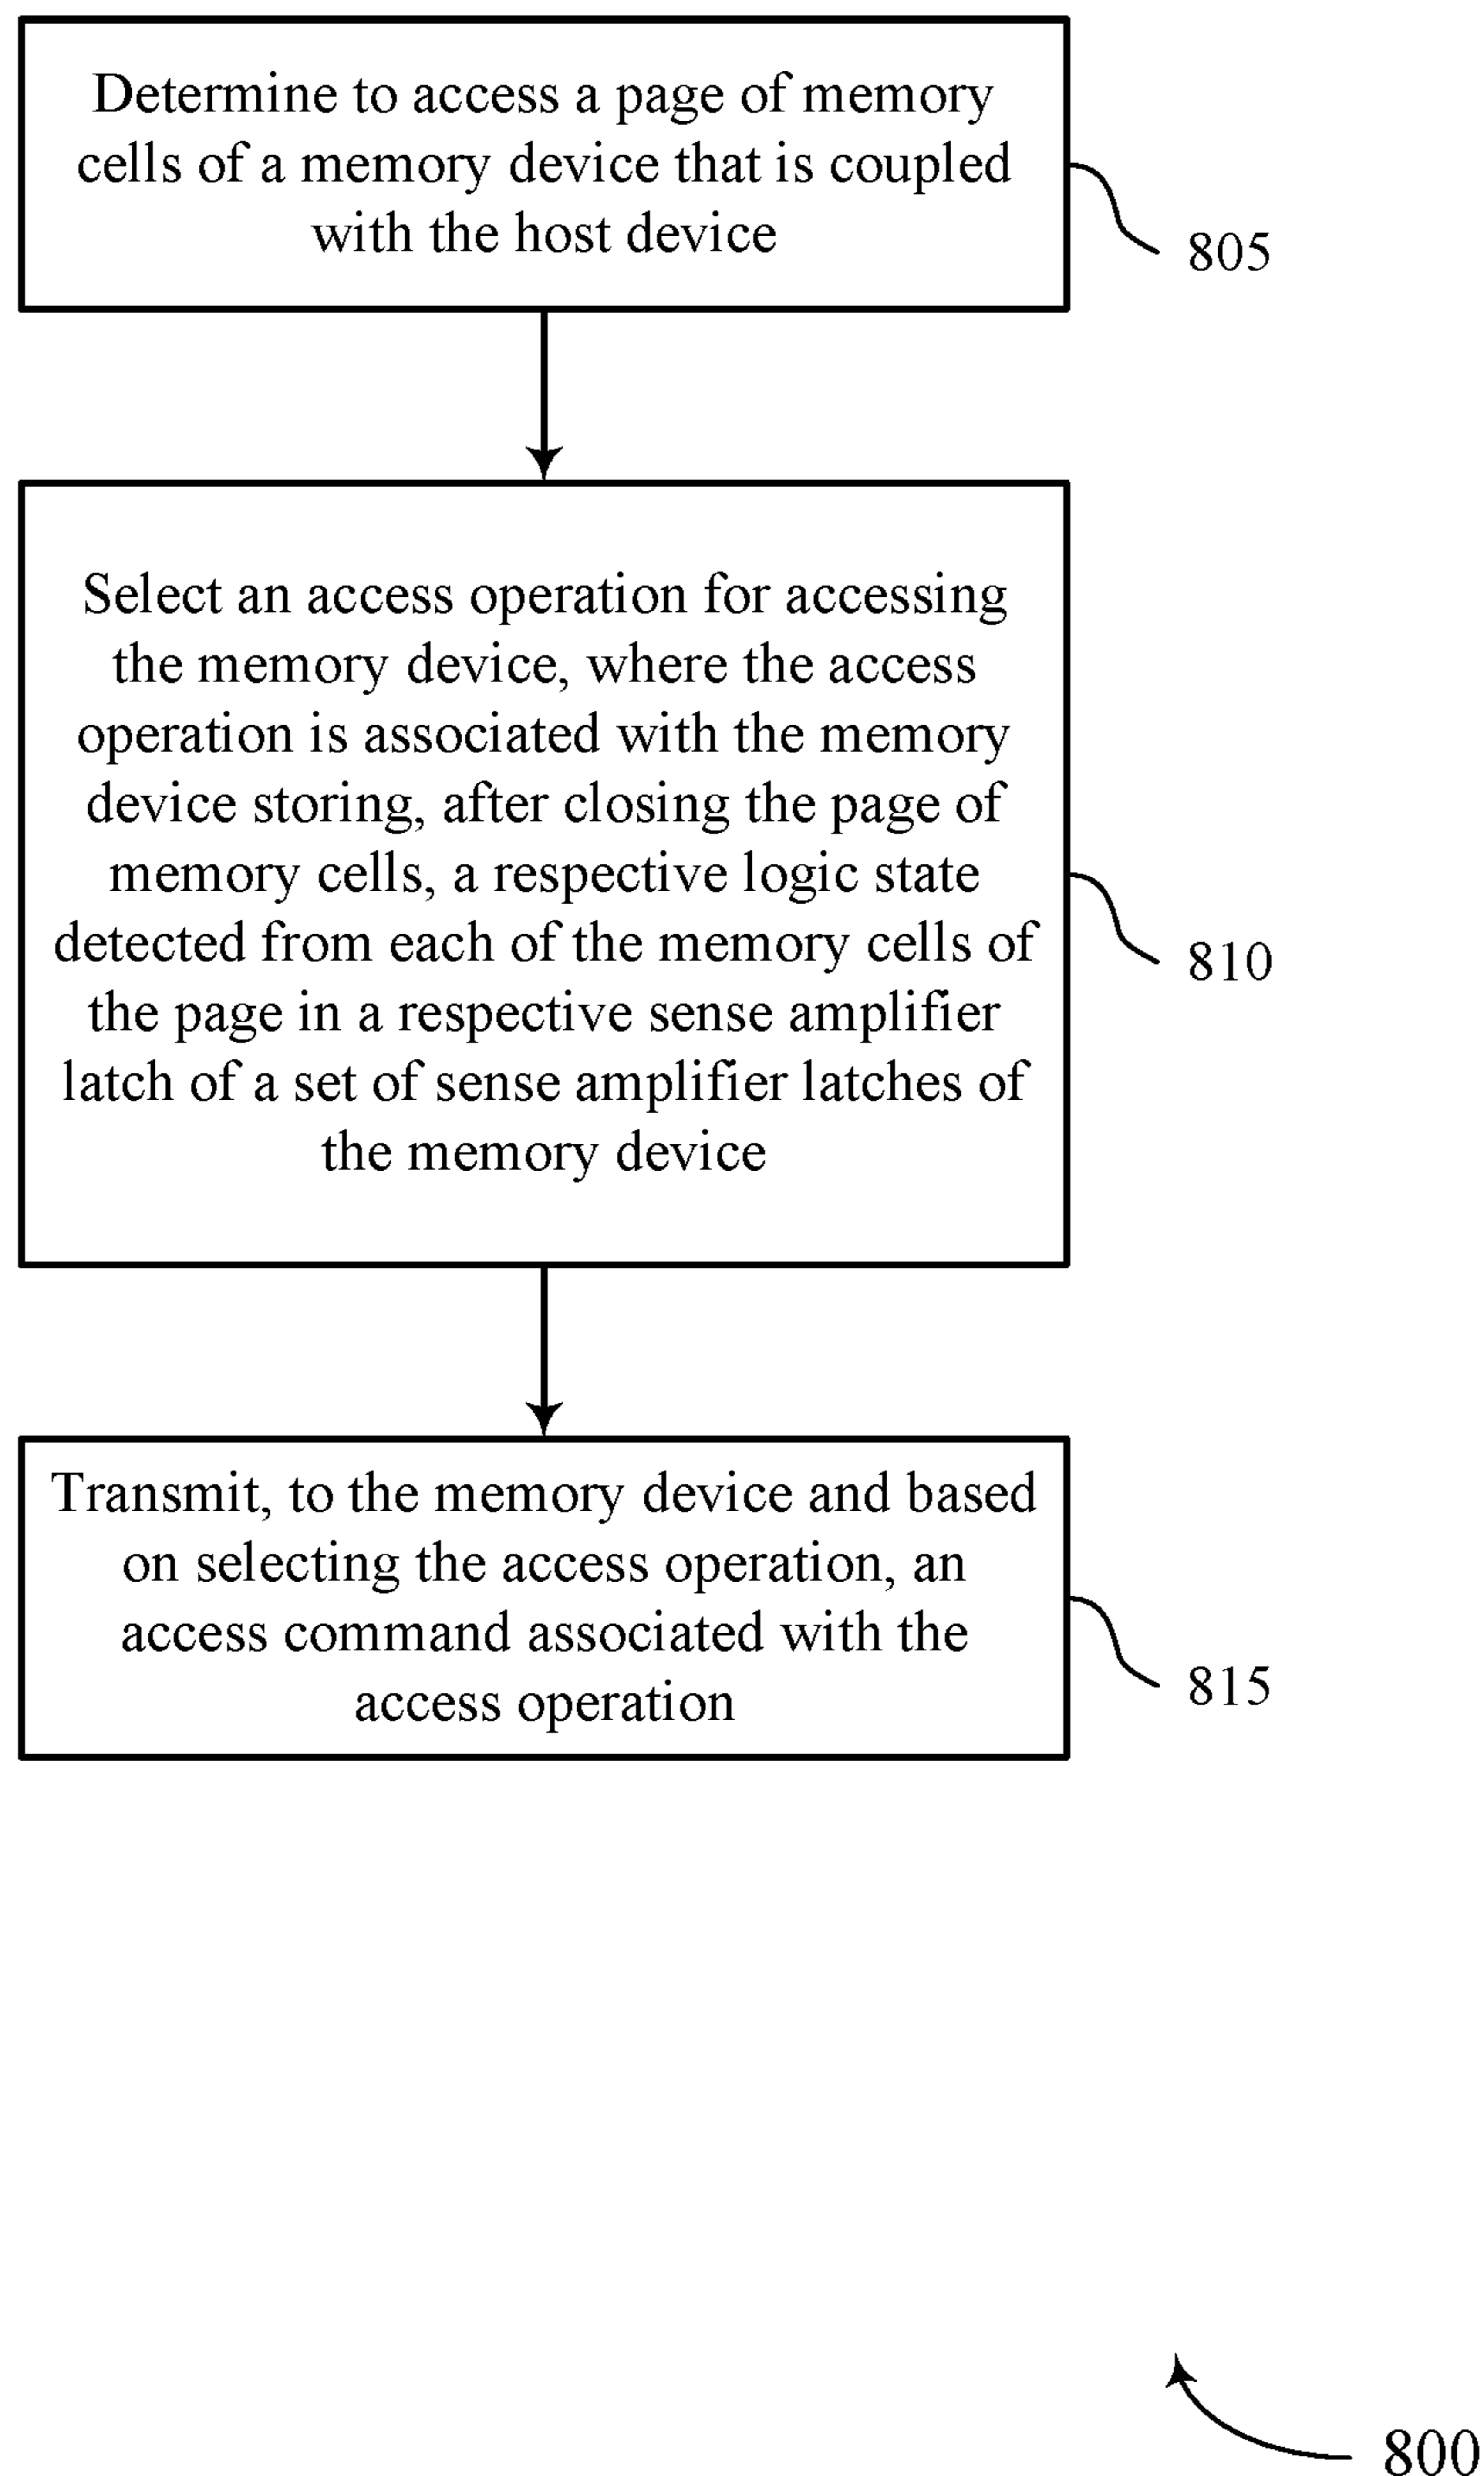 Determine to access a page of memory
cells of a memory device that is coupled
with the host device
805
Select an access operation for accessing
the memory device, where the access
operation is associated with the memory
device storing, after closing the page of
memory cells, a respective logic state
detected from each of the memory cells of
the page in a respective sense amplifier
latch of a set of sense amplifier latches of
the memory device
810
Transmit, to the memory device and based
on selecting the access operation, an
access command associated with the
access operation
815
800